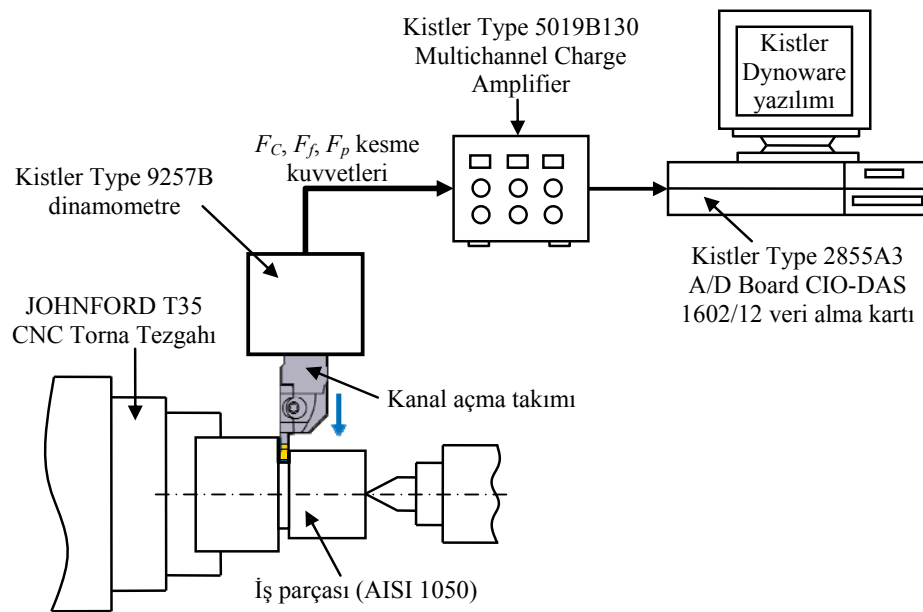 Kistler Type 5019B130
Multichannel Charge
Amplifier
Kistler
Dynoware
yazılımı
F_C, F_f, F_p kesme
kuvvetleri
Kistler Type 9257B
dinamometre
Kistler Type 2855A3
A/D Board CIO-DAS
1602/12 veri alma kartı
JOHNFORD T35
CNC Torna Tezgahı
Kanal açma takımı
İş parçası (AISI 1050)